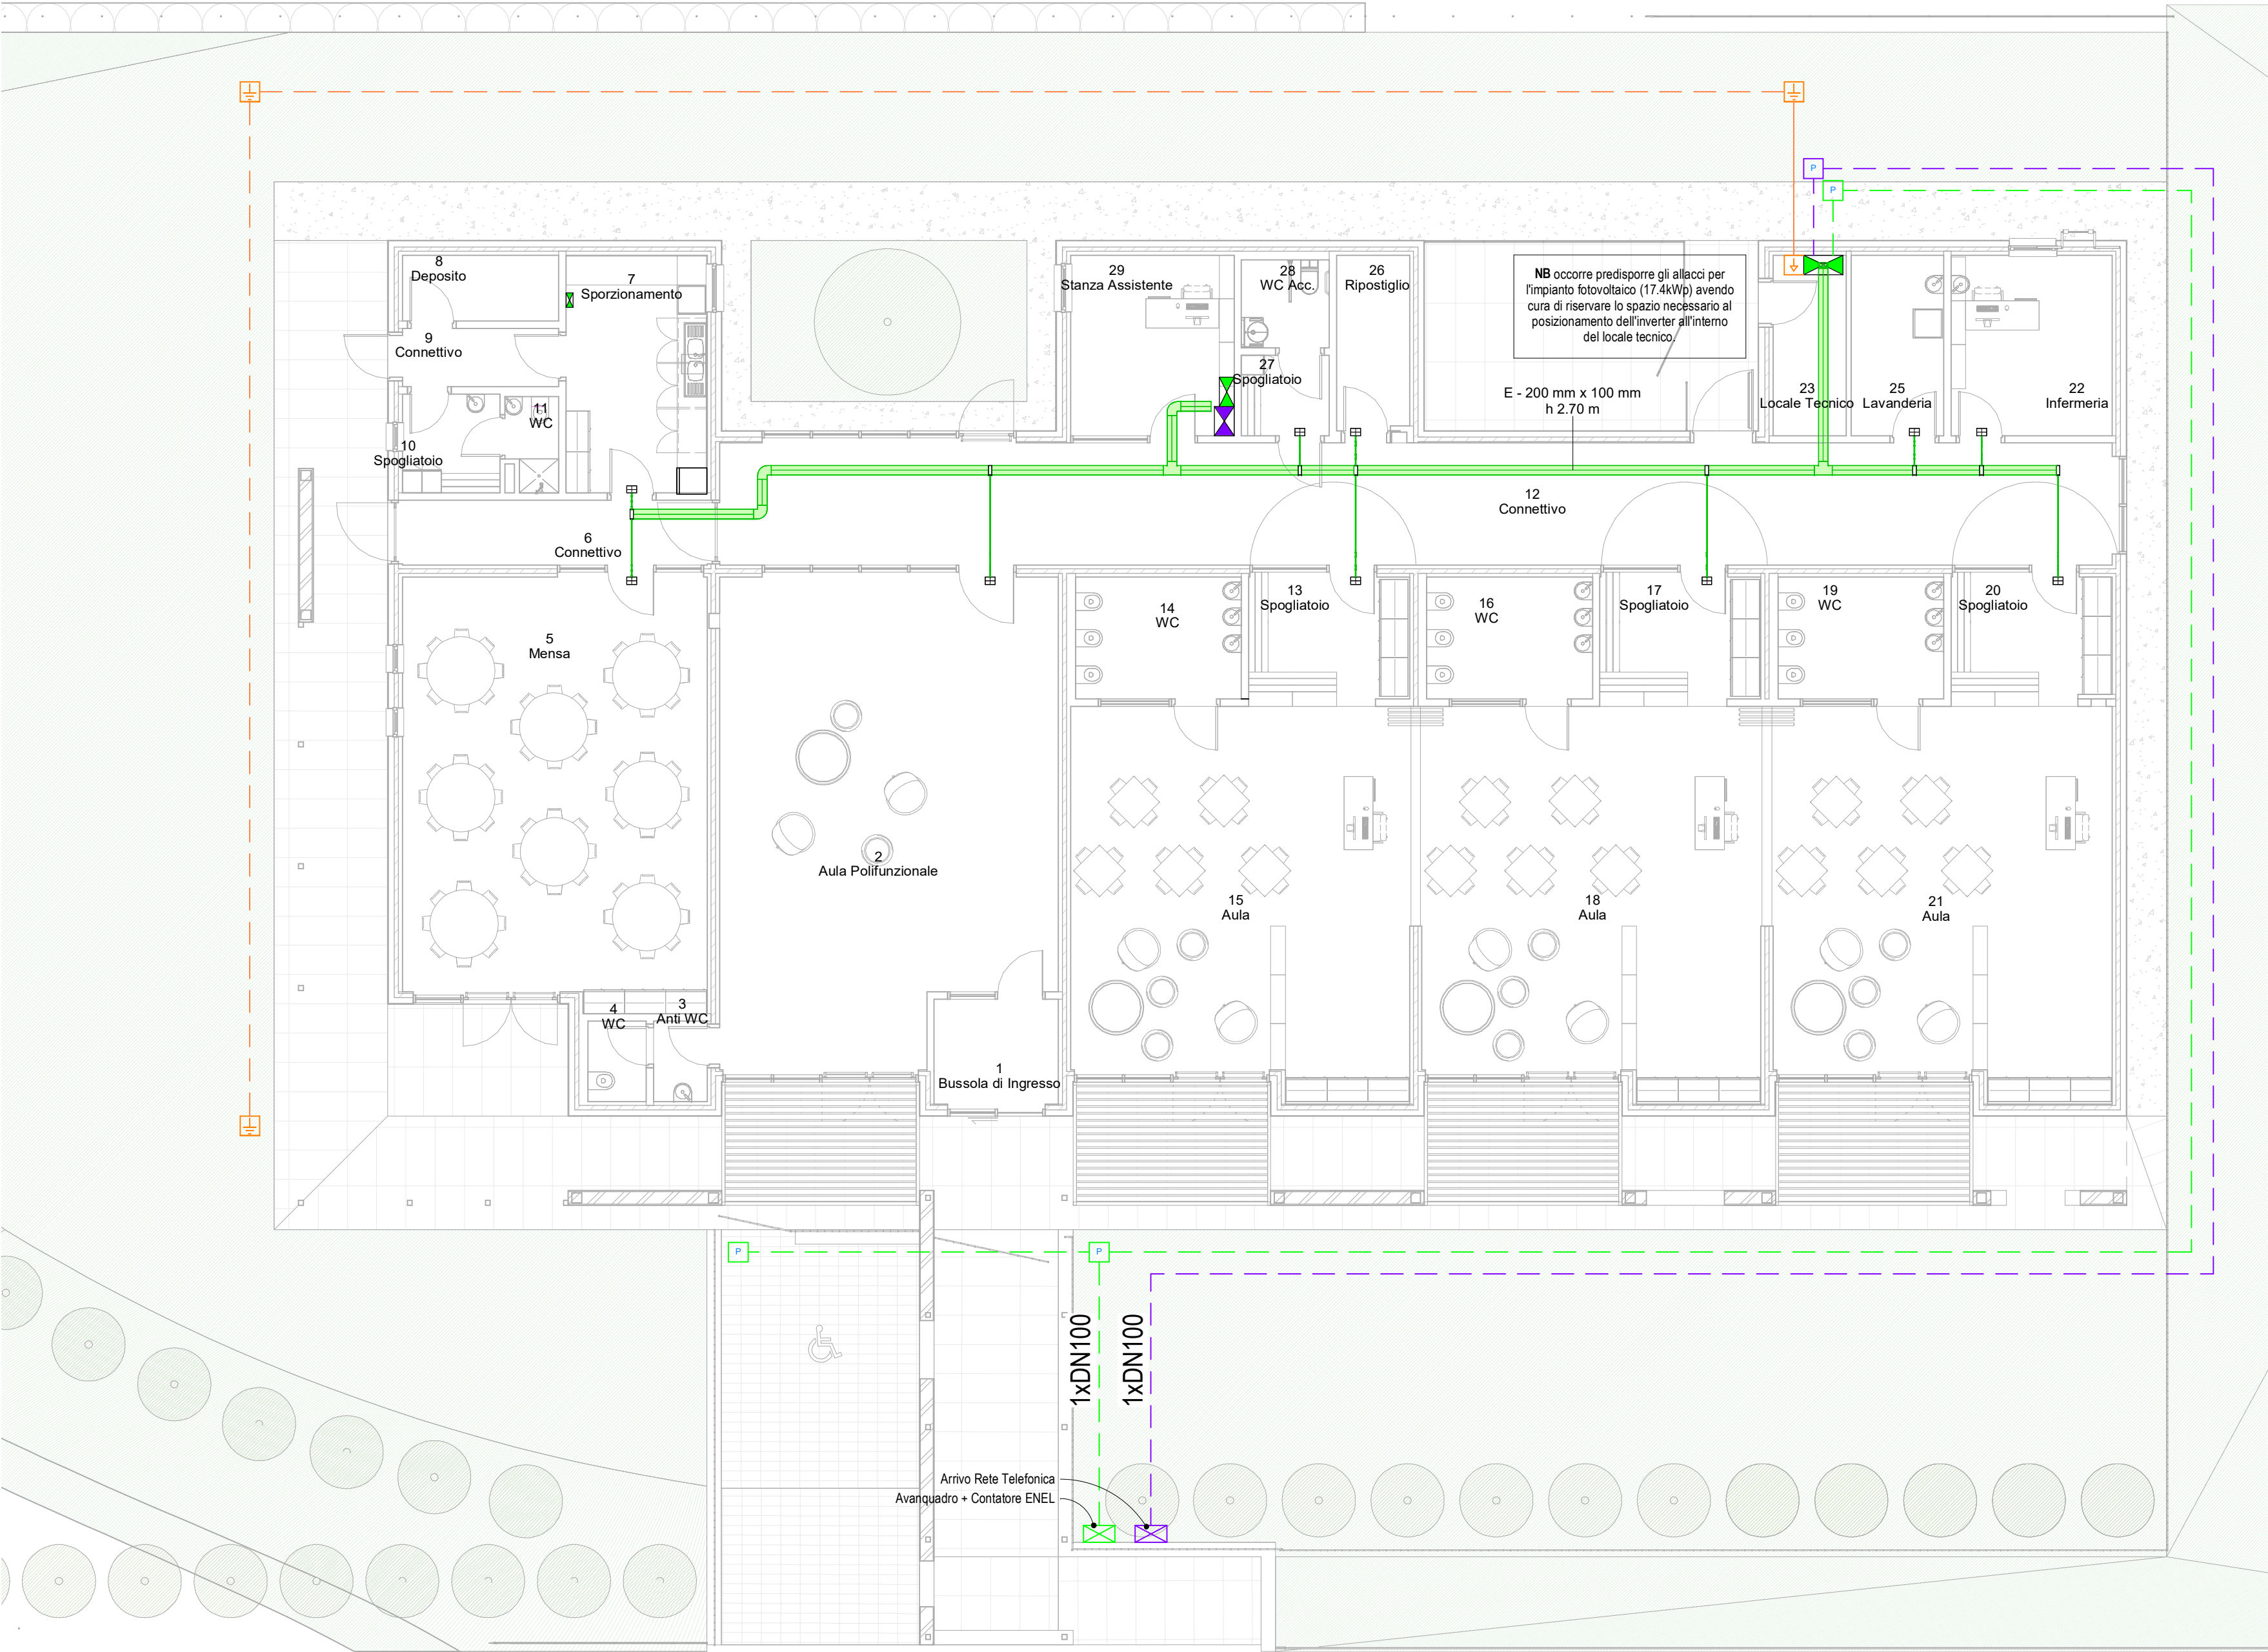 P
P
8
Deposito
7
Sporzionamento
29
Stanza Assistente
28
WC Acc.
26
Ripostiglio
NB occorre predisporre gli allacci per
l'impianto fotovoltaico (17.4kWp) avendo
cura di riservare lo spazio necessario al
posizionamento dell'inverter all'interno
del locale tecnico.
9
Connettivo
27
Spogliatoio
E - 200 mm x 100 mm
h 2.70 m
23
Locale Tecnico
25
Lavanderia
22
Infermeria
11
WC
10
Spogliatoio
12
Connettivo
6
Connettivo
5
Mensa
14
WC
13
Spogliatoio
16
WC
17
Spogliatoio
19
WC
20
Spogliatoio
2
Aula Polifunzionale
15
Aula
18
Aula
21
Aula
4
WC
3
Anti WC
1
Bussola di Ingresso
P
P
1xDN100
1xDN100
Arrivo Rete Telefonica
Avanquadro + Contatore ENEL